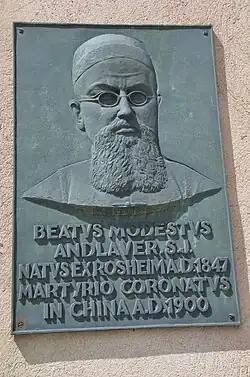 BEATVS MODESTVS
ANDLAVER, S.J.
NATVS EX ROSHEIM A.D. 1847
MARTYRIO CORONATVS
IN CHINA A.D. 1900